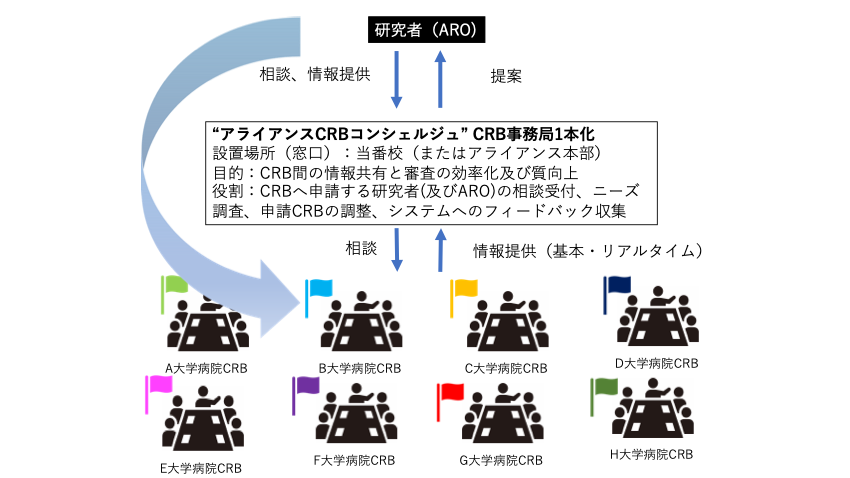 研究者（ARO）
相談、情報提供
提案
“アライアンスCRBコンシェルジュ” CRB事務局1本化
設置場所（窓口）：当番校（またはアライアンス本部）
目的：CRB間の情報共有と審査の効率化及び質向上
役割：CRBへ申請する研究者(及びARO)の相談受付、ニーズ
調査、申請CRBの調整、システムへのフィードバック収集
相談
情報提供（基本・リアルタイム）
A大学病院CRB
B大学病院CRB
C大学病院CRB
D大学病院CRB
E大学病院CRB
F大学病院CRB
G大学病院CRB
H大学病院CRB